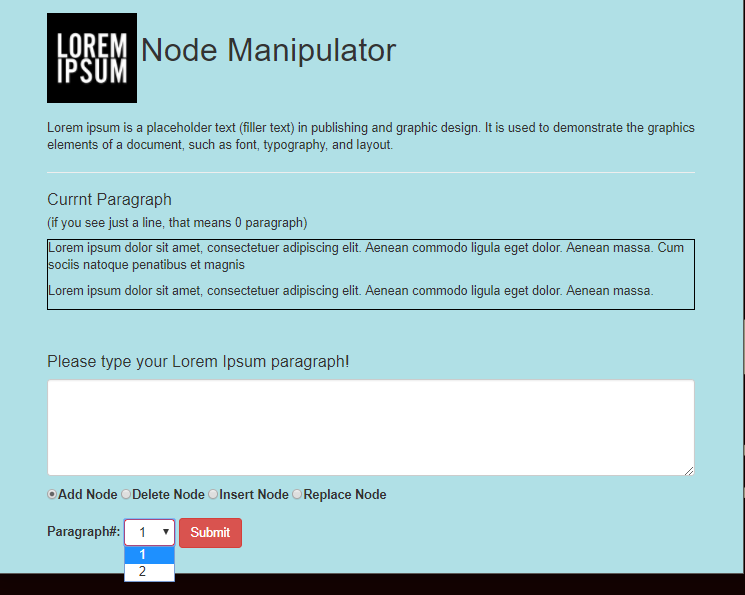 LOREM
IPSUM
Node Manipulator
Lorem ipsum is a placeholder text (filler text) in publishing and graphic design. It is used to demonstrate the graphics
elements of a document, such as font, typography, and layout.
Currnt Paragraph
(if you see just a line, that means 0 paragraph)
Lorem ipsum dolor sit amet, consectetuer adipiscing elit. Aenean commodo ligula eget dolor. Aenean massa. Cum
sociis natoque penatibus et magnis
Lorem ipsum dolor sit amet, consectetuer adipiscing elit. Aenean commodo ligula eget dolor. Aenean massa.
Please type your Lorem Ipsum paragraph!
Add Node Delete Node Insert Node Replace Node
Paragraph#: 1 Submit
1
2